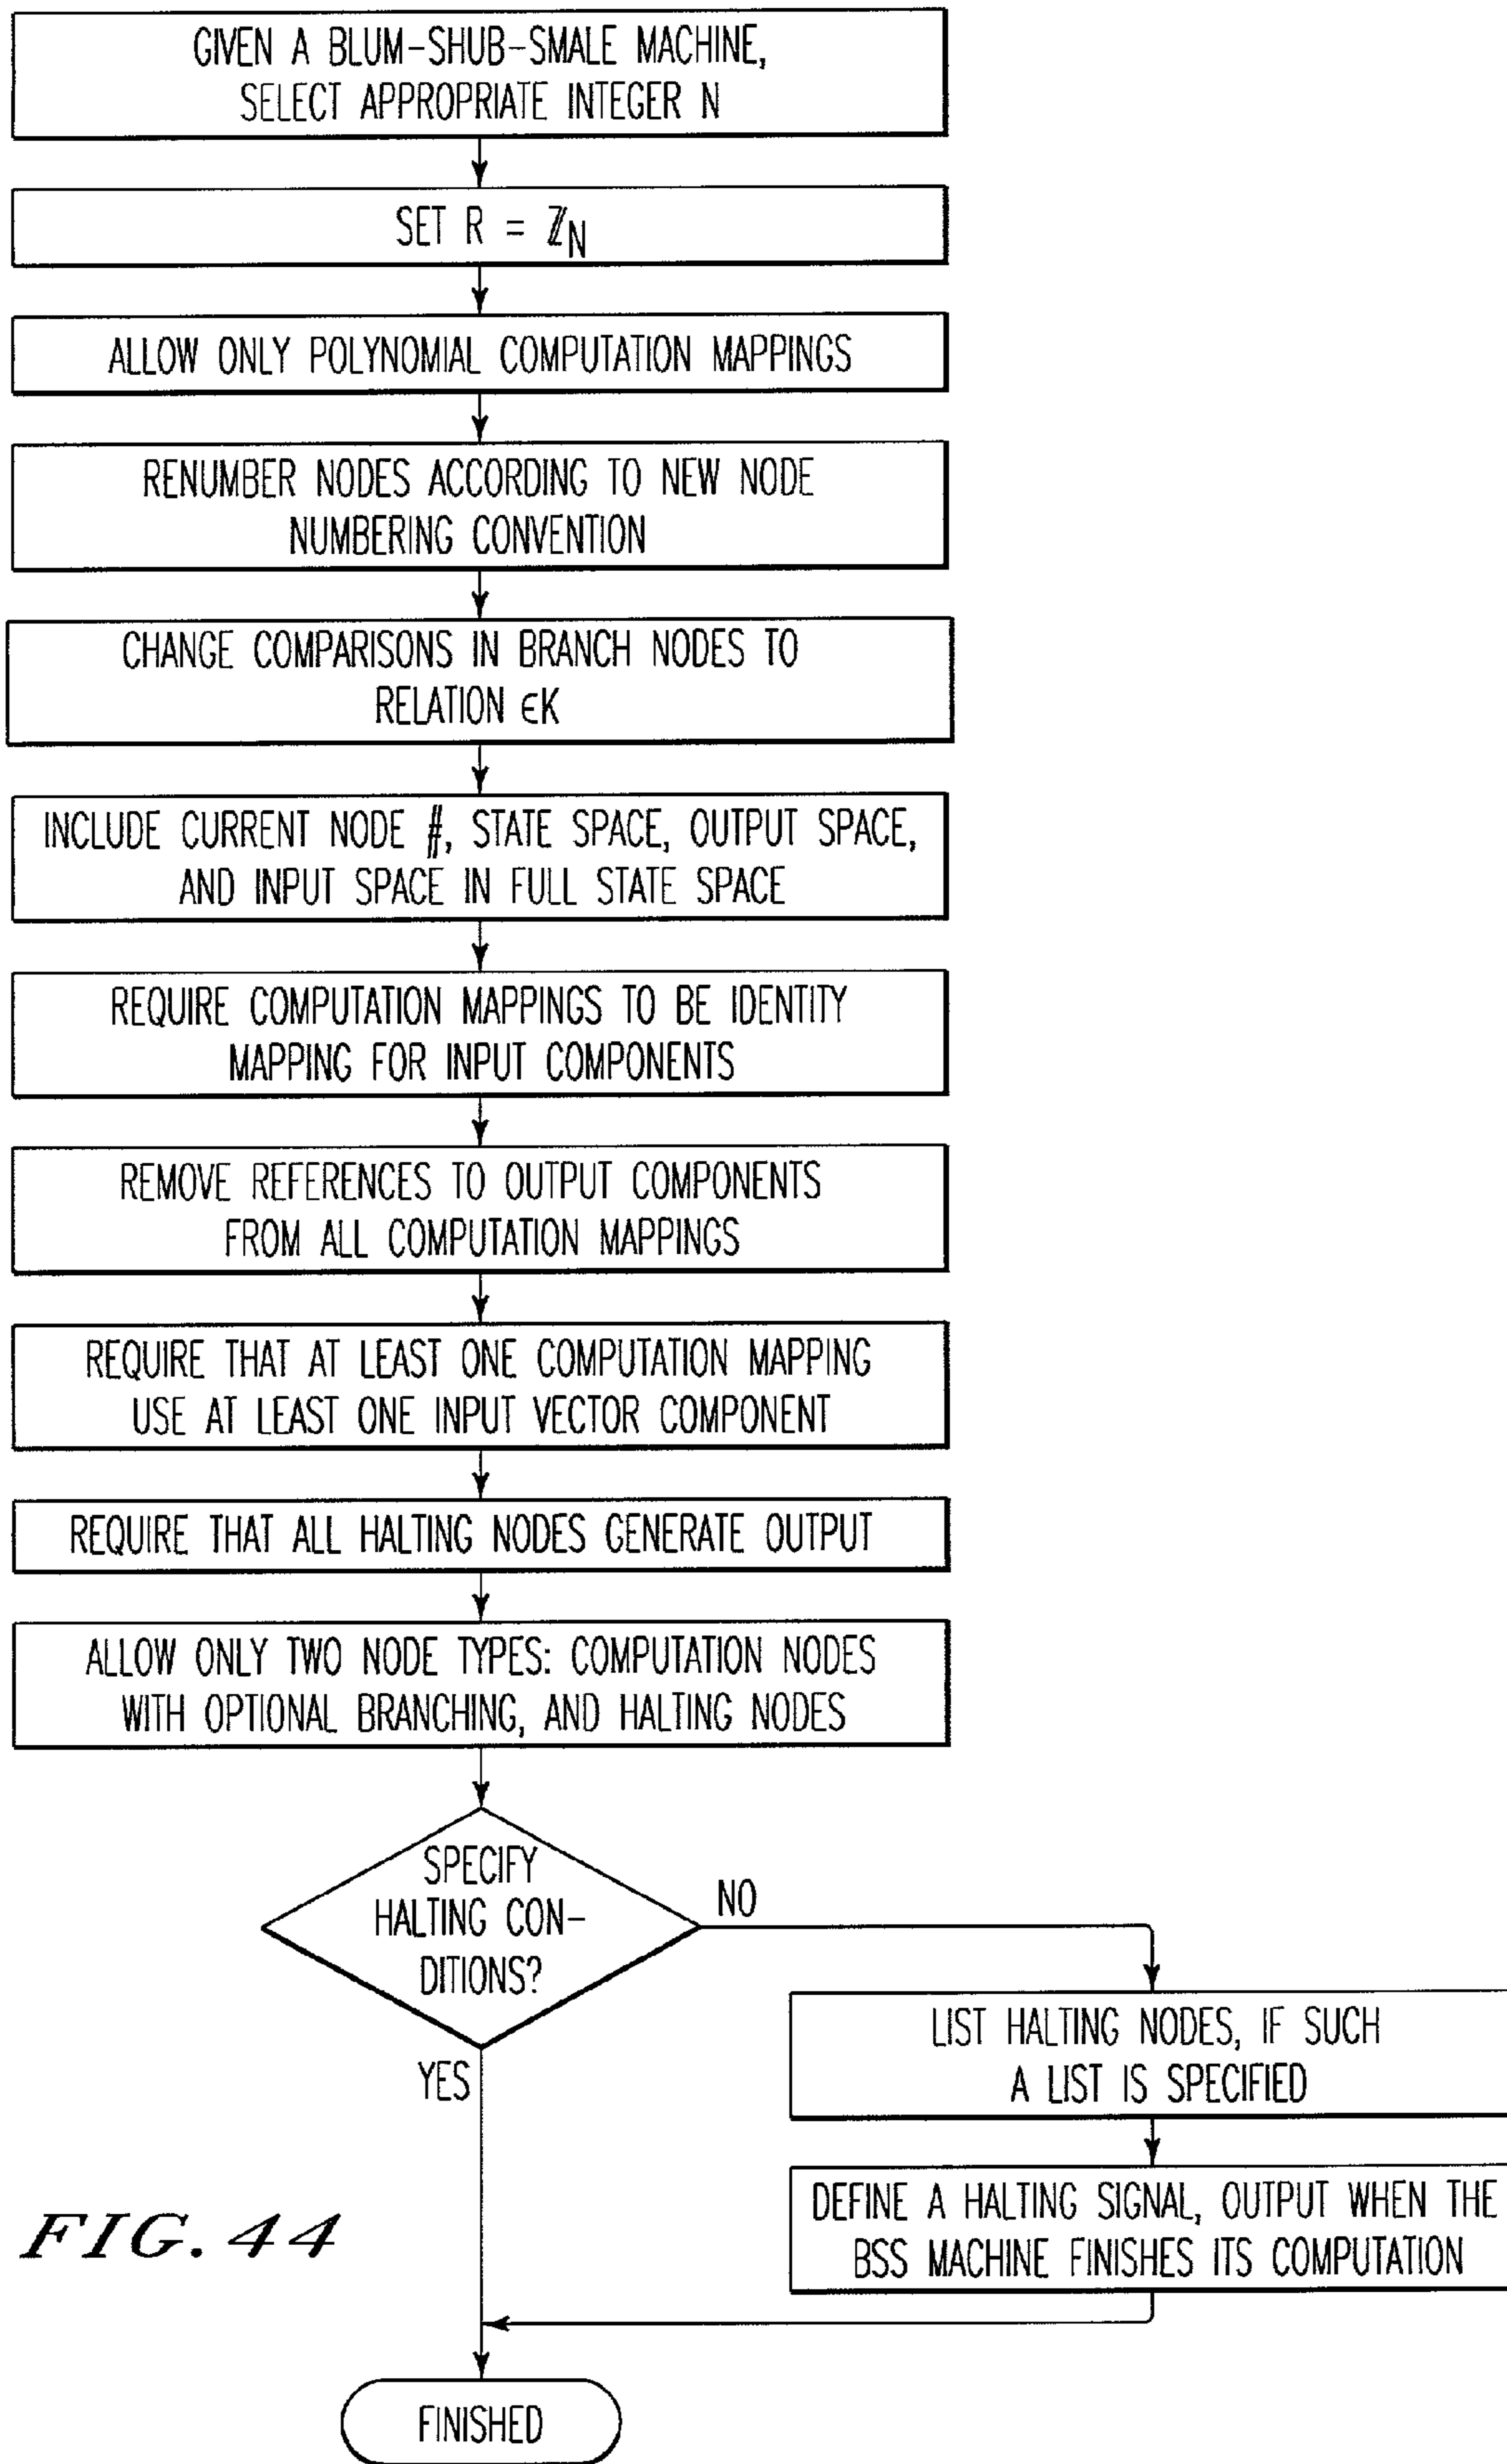 GIVEN A BLUM-SHUB-SMALE MACHINE,
SELECT APPROPRIATE INTEGER N
SET R = ℤN
ALLOW ONLY POLYNOMIAL COMPUTATION MAPPINGS
RENUMBER NODES ACCORDING TO NEW NODE
NUMBERING CONVENTION
CHANGE COMPARISONS IN BRANCH NODES TO
RELATION ∈K
INCLUDE CURRENT NODE #, STATE SPACE, OUTPUT SPACE,
AND INPUT SPACE IN FULL STATE SPACE
REQUIRE COMPUTATION MAPPINGS TO BE IDENTITY
MAPPING FOR INPUT COMPONENTS
REMOVE REFERENCES TO OUTPUT COMPONENTS
FROM ALL COMPUTATION MAPPINGS
REQUIRE THAT AT LEAST ONE COMPUTATION MAPPING
USE AT LEAST ONE INPUT VECTOR COMPONENT
REQUIRE THAT ALL HALTING NODES GENERATE OUTPUT
ALLOW ONLY TWO NODE TYPES: COMPUTATION NODES
WITH OPTIONAL BRANCHING, AND HALTING NODES
SPECIFY
HALTING CON-
DITIONS?
NO
YES
LIST HALTING NODES, IF SUCH
A LIST IS SPECIFIED
DEFINE A HALTING SIGNAL, OUTPUT WHEN THE
BSS MACHINE FINISHES ITS COMPUTATION
FIG. 44
FINISHED